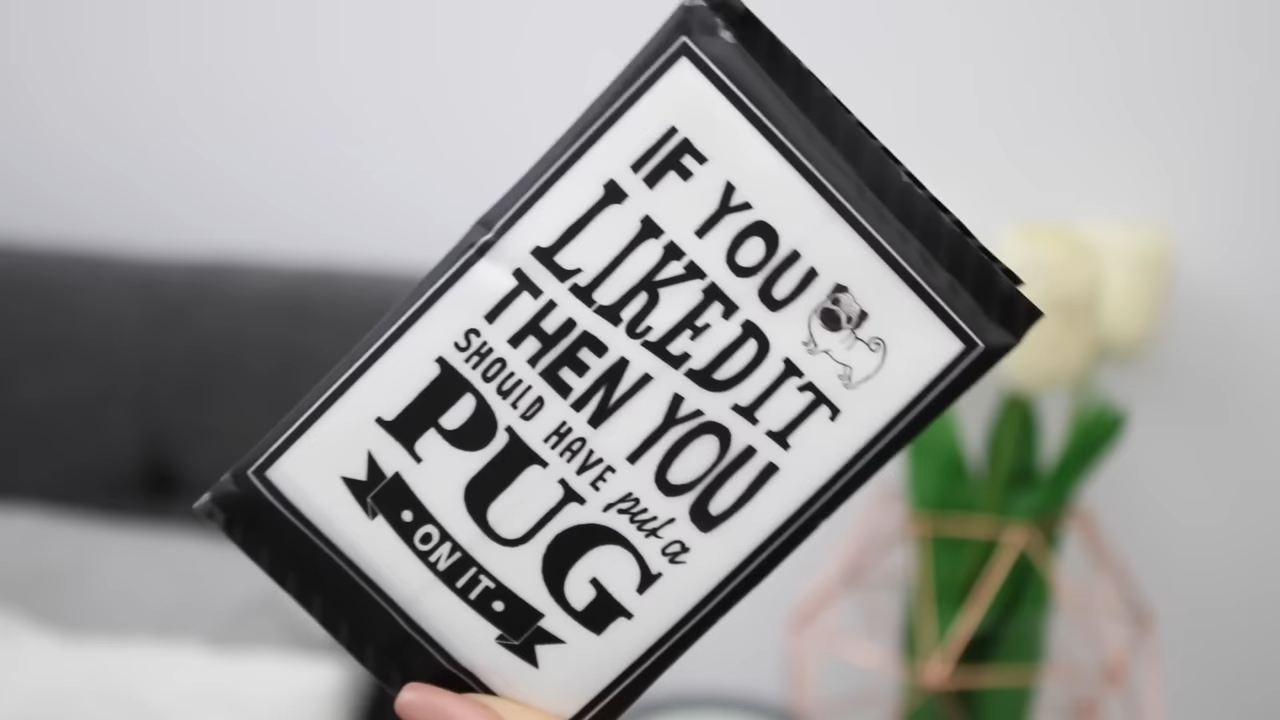 IF YOU
LIKED IT
THEN YOU
SHOULD HAVE put a
PUG
• ON IT •